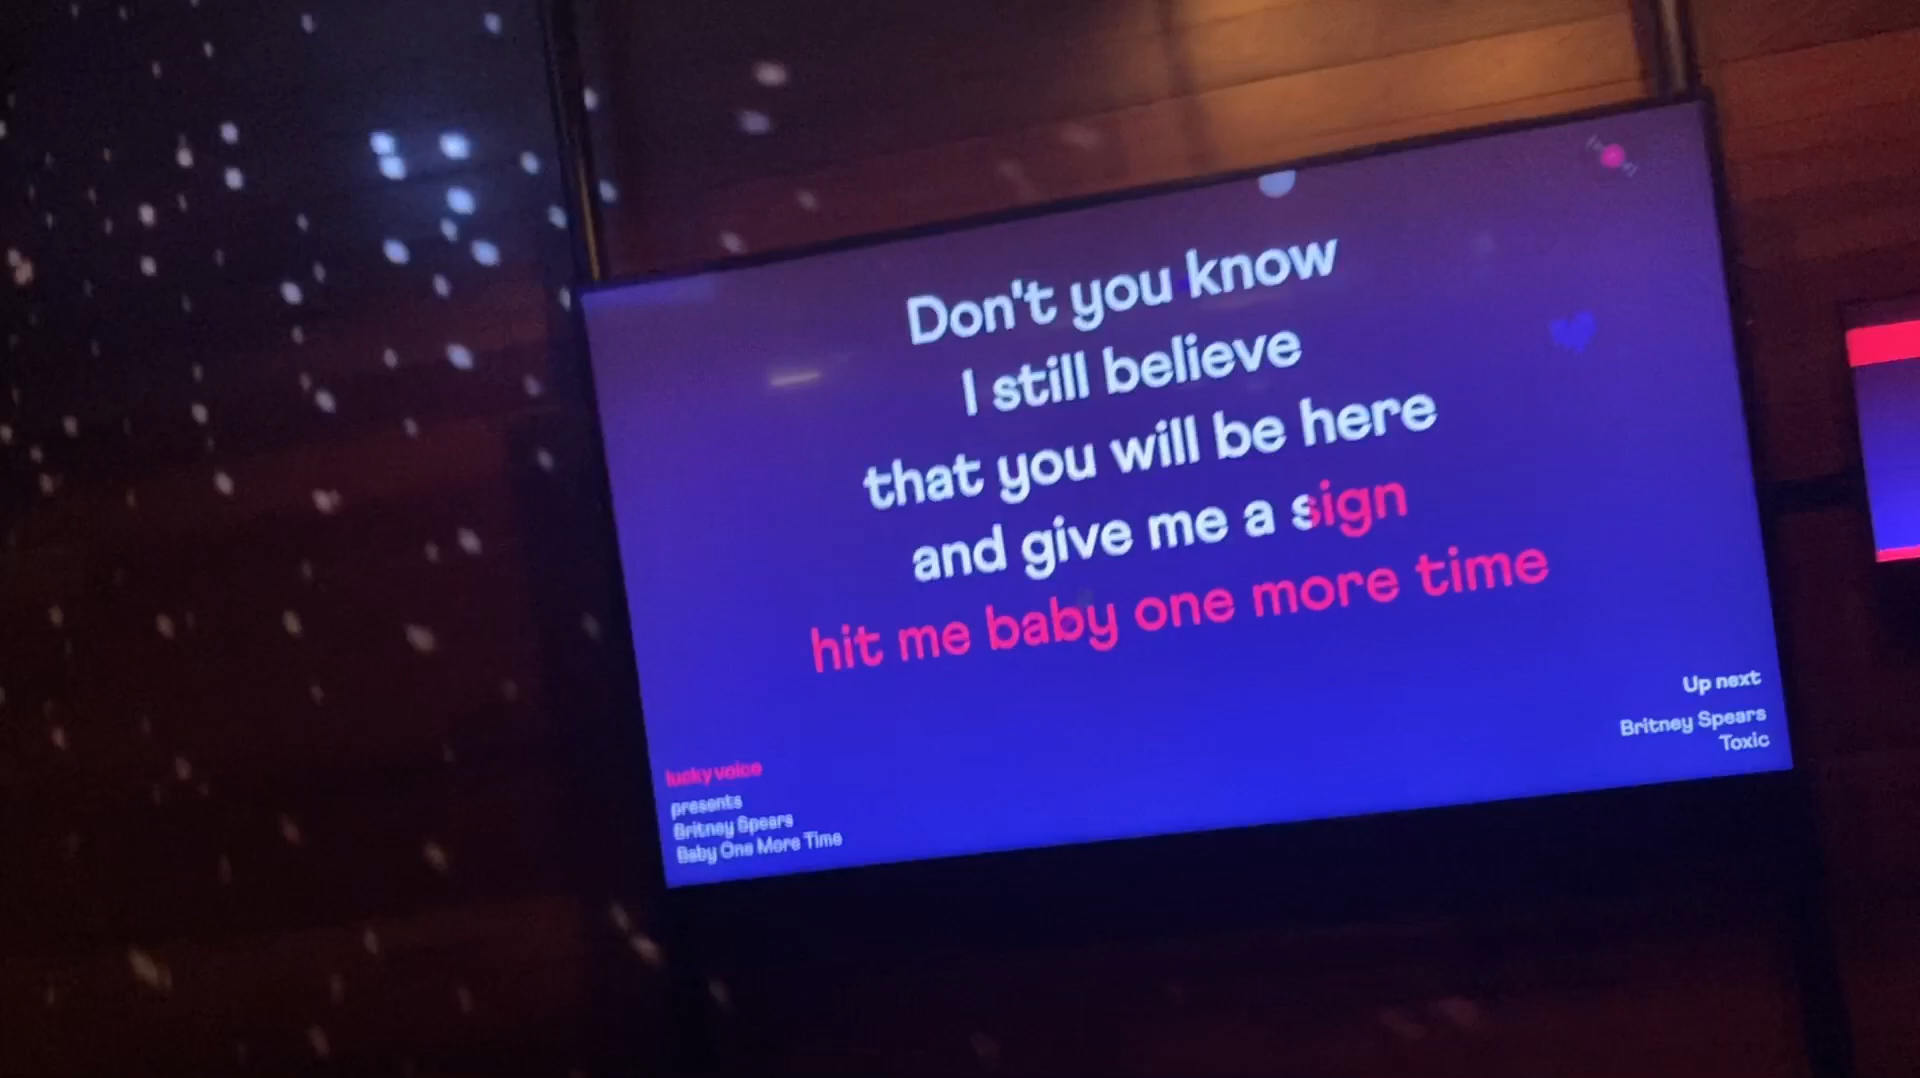 Don't you know
I still believe
that you will be here
and give me a sign
hit me baby one more time
Up next
Britney Spears
Toxic
lucky voice
presents
Britney Spears
Baby One More Time